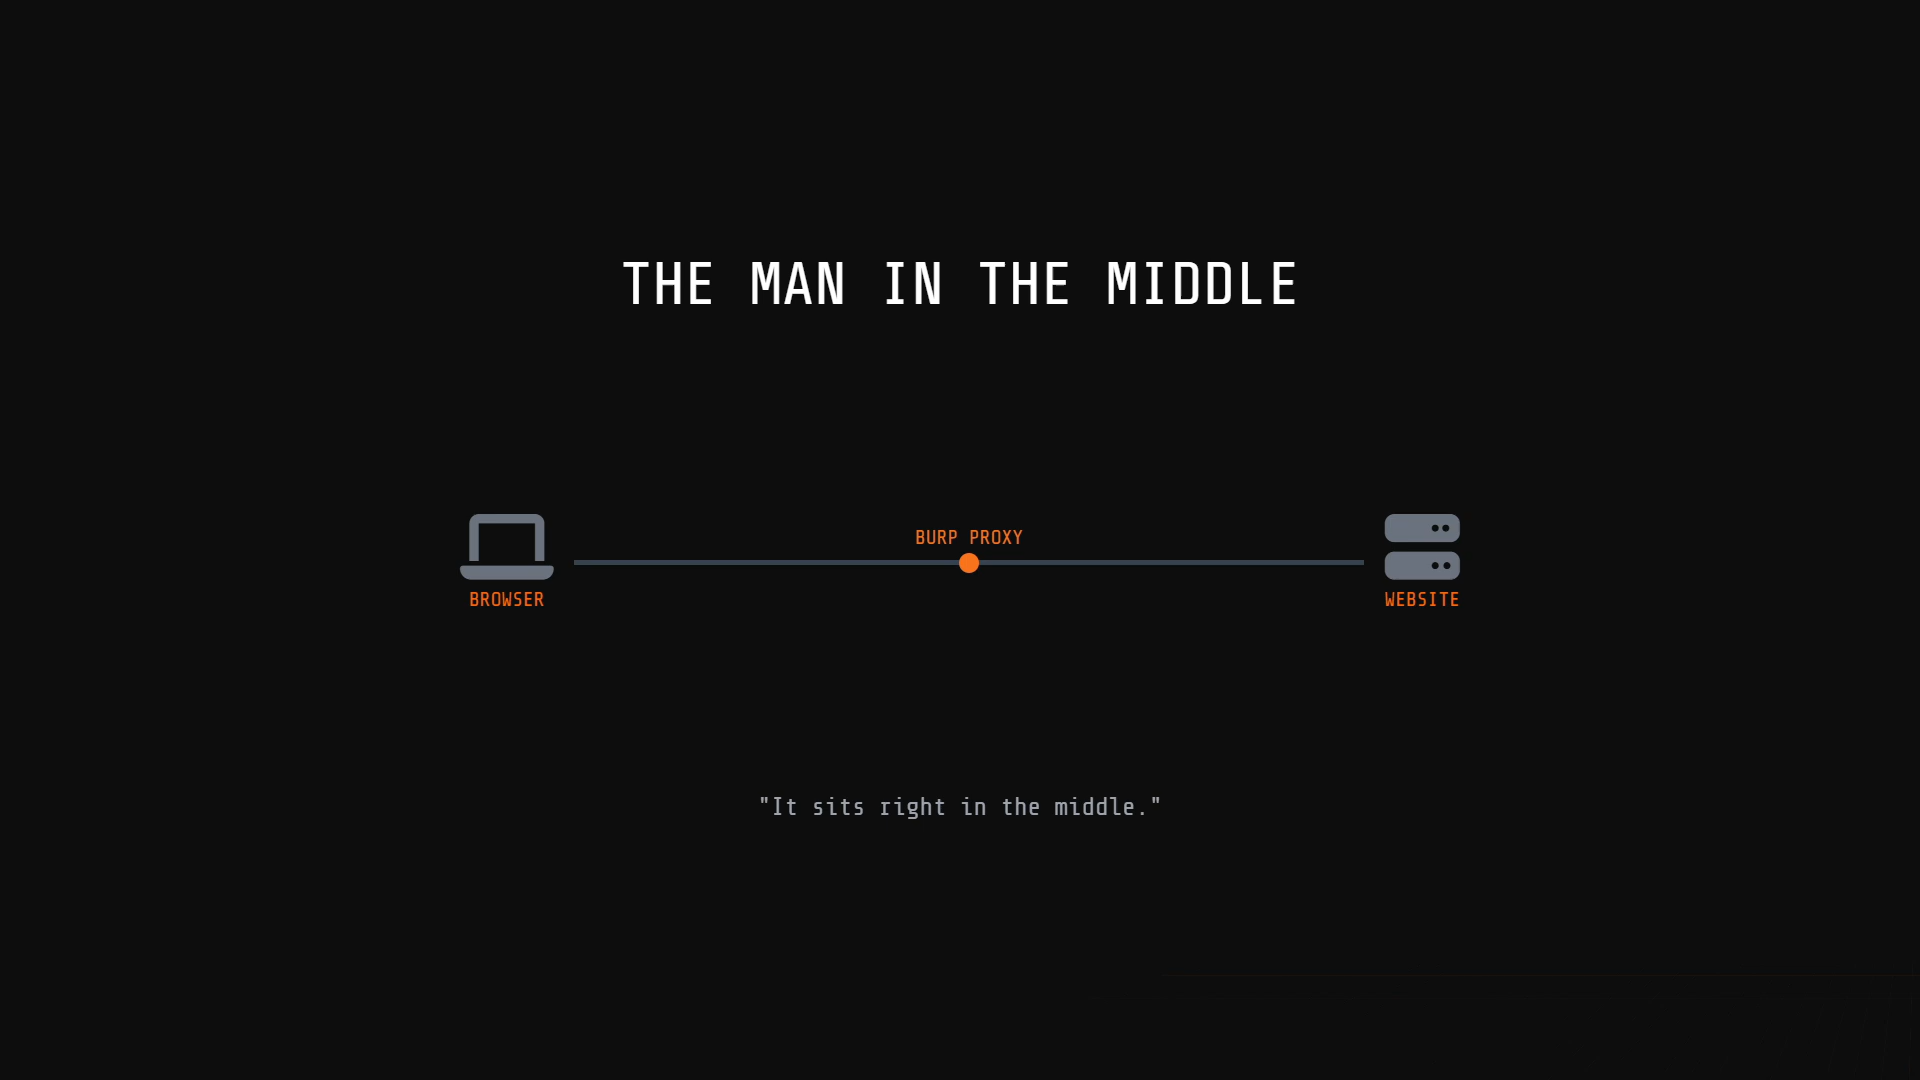 THE MAN IN THE MIDDLE
BURP PROXY
BROWSER
WEBSITE
"It sits right in the middle."